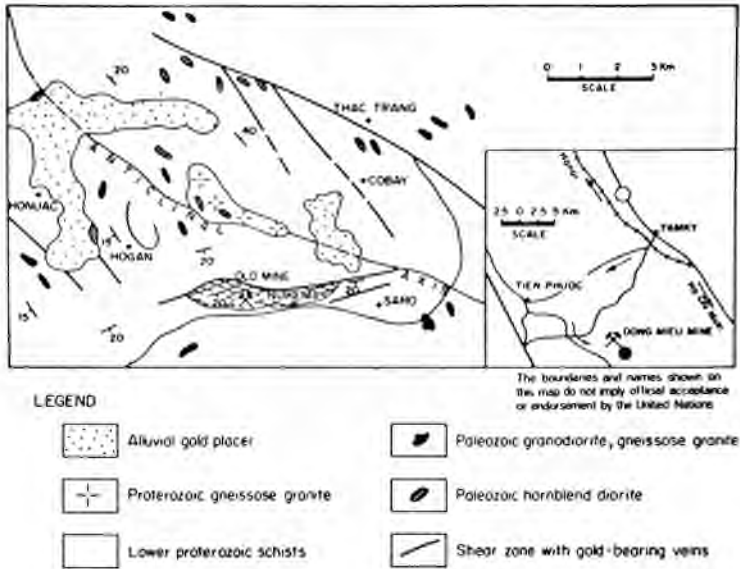 20
0 1 2 3 Km
SCALE
THAC TRANG
40
COBAY
HONUAC
ANTICLINAL AXIS
15
HOGAN
20
OLD MINE
SAHO
20
15
20
2.5 0 2.5 5 Km
SCALE
Hanoi
TAMKY
TIEN PHUOC
DONG MIEU MINE
The boundaries and names shown on
this map do not imply official acceptance
or endorsement by the United Nations
LEGEND
Alluvial gold placer
Proterozoic gneissose granite
Lower proterozoic schists
Paleozoic granodiorite, gneissose granite
Paleozoic hornblend diorite
Shear zone with gold-bearing veins